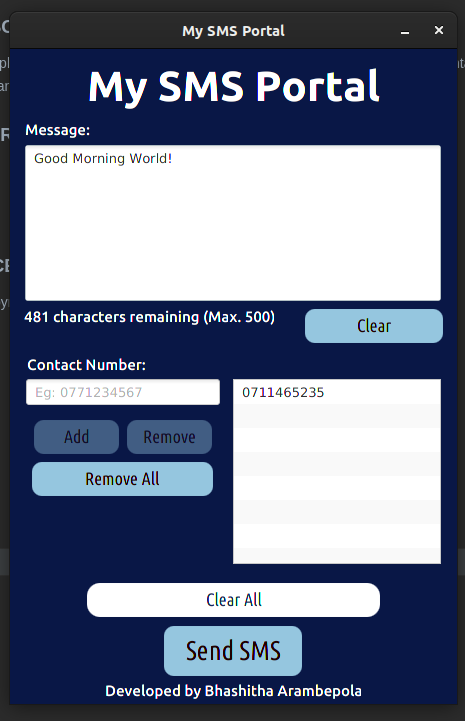 My SMS Portal
My SMS Portal
Message:
Good Morning World!
481 characters remaining (Max. 500)
Clear
Contact Number:
Eg: 0771234567
0711465235
Add
Remove
Remove All
Clear All
Send SMS
Developed by Bhashitha Arambepola